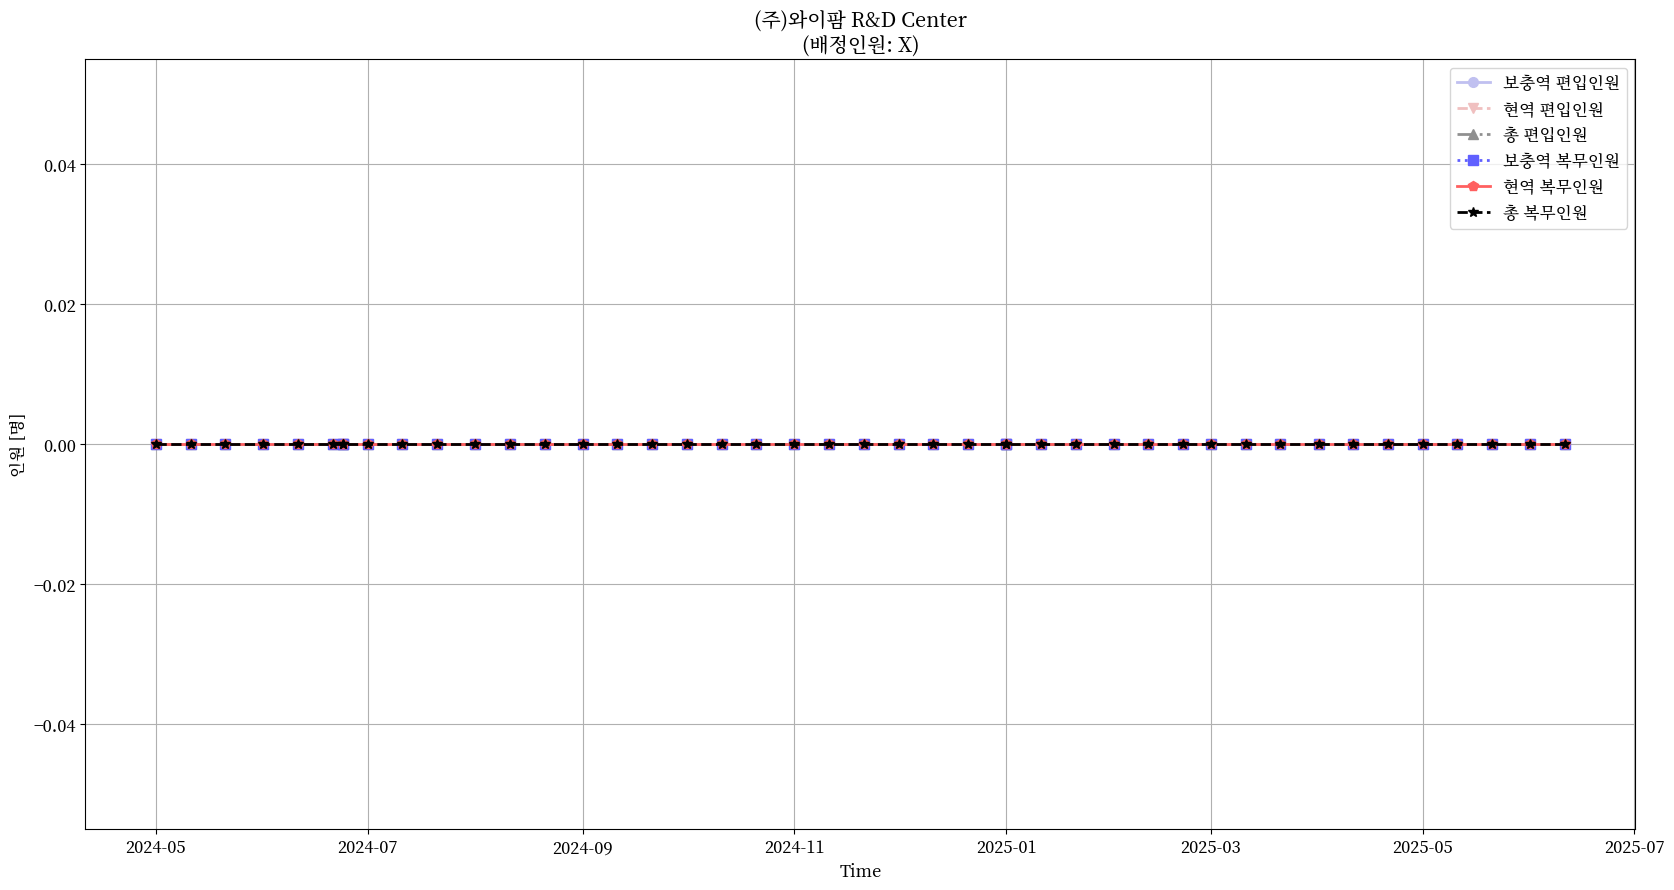 (주)와이팜 R&D Center
(배정인원: X)
보충역 편입인원
현역 편입인원
총 편입인원
보충역 복무인원
현역 복무인원
총 복무인원
인원 [명]
0.04
0.02
0.00
−0.02
−0.04
2024-05
2024-07
2024-09
2024-11
2025-01
2025-03
2025-05
2025-07
Time